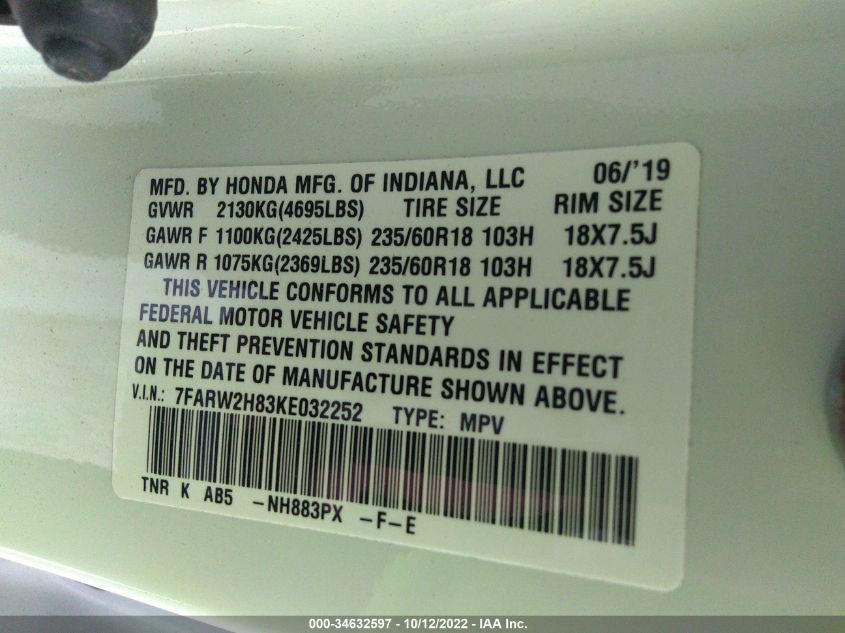 MFD. BY HONDA MFG. OF INDIANA, LLC 06/'19
GVWR 2130KG(4695LBS) TIRE SIZE RIM SIZE
GAWR F 1100KG(2425LBS) 235/60R18 103H 18X7.5J
GAWR R 1075KG(2369LBS) 235/60R18 103H 18X7.5J
THIS VEHICLE CONFORMS TO ALL APPLICABLE
FEDERAL MOTOR VEHICLE SAFETY
AND THEFT PREVENTION STANDARDS IN EFFECT
ON THE DATE OF MANUFACTURE SHOWN ABOVE.
V.I.N.: 7FARW2H83KE032252 TYPE: MPV
TNR K AB5 -NH883PX -F-E
000-34632597 - 10/12/2022 - IAA Inc.